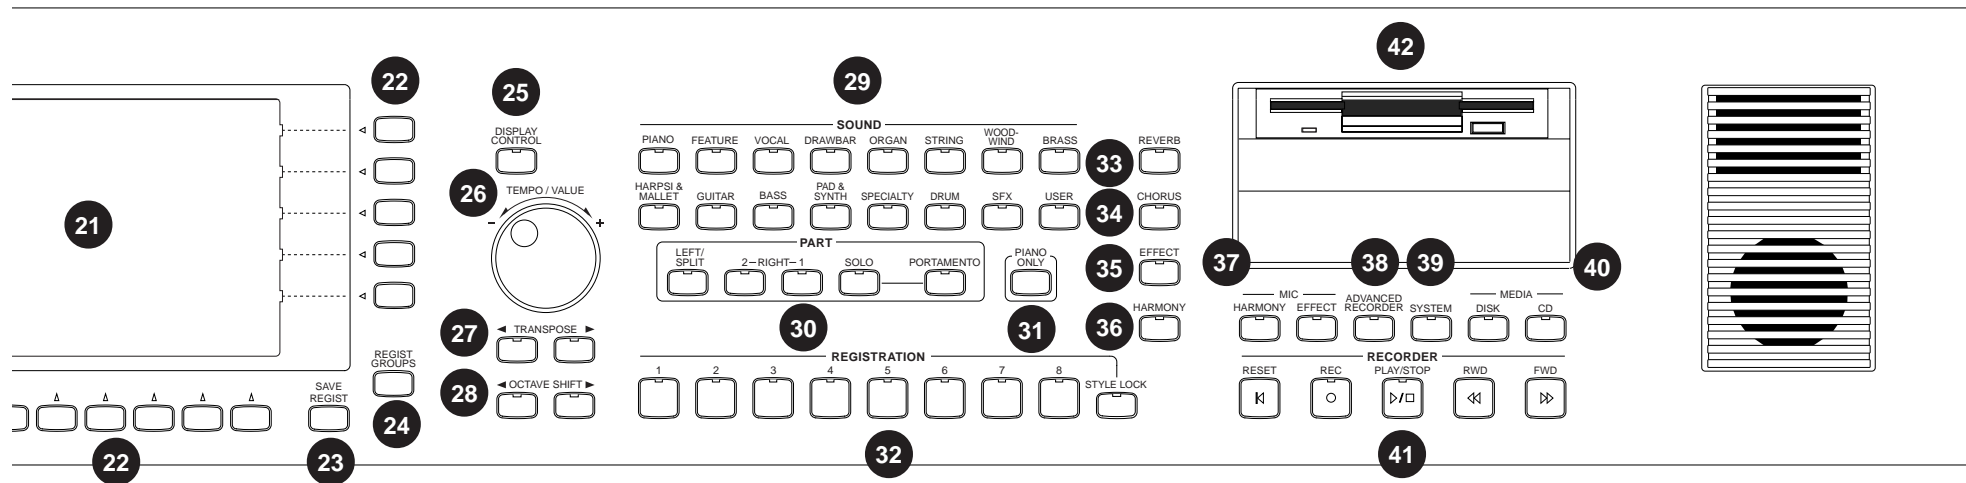 42
22
29
25
SOUND
DISPLAY
CONTROL
PIANO FEATURE VOCAL DRAWBAR ORGAN STRING WOOD-
WIND BRASS
33 REVERB
26 TEMPO / VALUE
- +
HARPSI &
MALLET GUITAR BASS PAD &
SYNTH SPECIALTY DRUM SFX USER
34 CHORUS
21
PART
LEFT/
SPLIT 2 RIGHT 1 SOLO PORTAMENTO
PIANO
ONLY
35 EFFECT
37 38 39 40
30 31
36 HARMONY
MIC
HARMONY EFFECT
ADVANCED
RECORDER
SYSTEM
MEDIA
DISK CD
27 TRANSPOSE
REGIST
GROUPS
REGISTRATION
1 2 3 4 5 6 7 8
STYLE LOCK
RECORDER
RESET REC PLAY/STOP RWD FWD
28 OCTAVE SHIFT
SAVE
REGIST
24
22 23 32 41